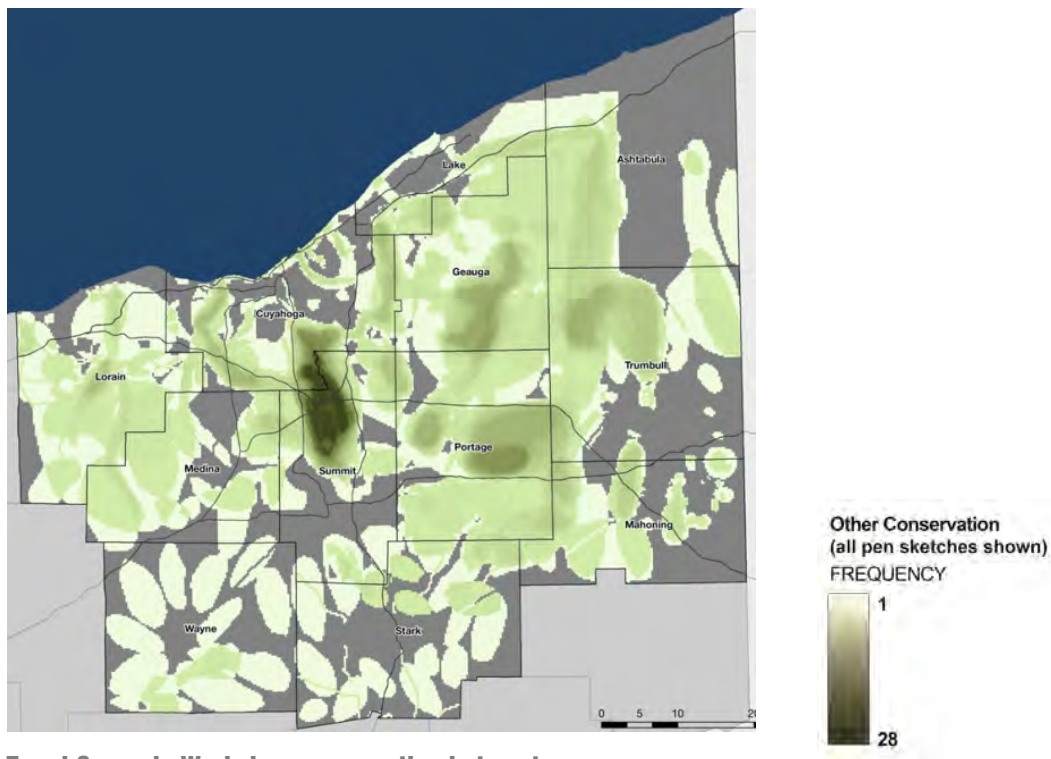 Lake
Ashtabula
Geauga
Cuyahoga
Trumbull
Lorain
Portage
Medina
Summit
Mahoning
Wayne
Stark
0 5 10 20
Other Conservation
(all pen sketches shown)
FREQUENCY
1
28